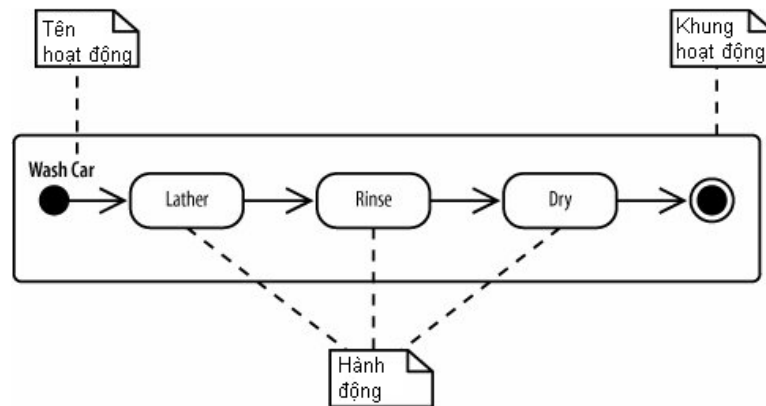 Tên
hoạt động
Khung
hoạt động
Wash Car
Lather
Rinse
Dry
Hành
động